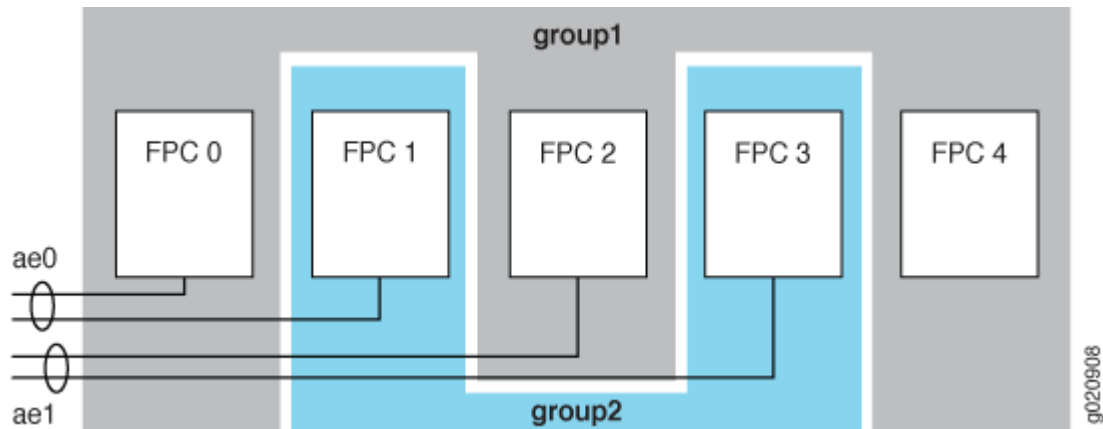 group1
FPC 0
FPC 1
FPC 2
FPC 3
FPC 4
ae0
ae1
group2
g020908